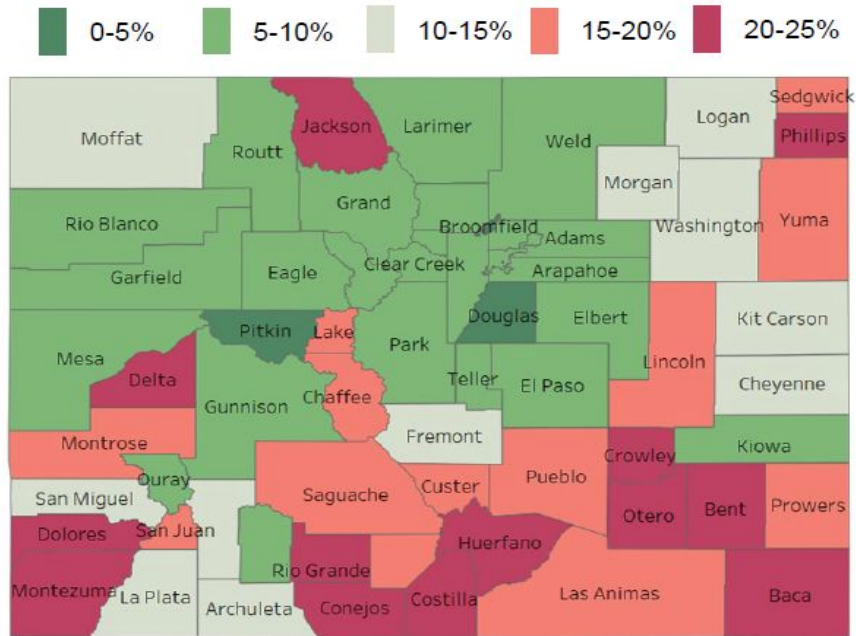 0-5% 5-10% 10-15% 15-20% 20-25%
Sedgwick
Logan
Moffat Jackson Larimer Phillips
Routt Weld
Morgan
Grand
Rio Blanco Broomfield Washington Yuma
Adams
Clear Creek
Garfield Eagle Arapahoe
Pitkin Lake Douglas Elbert Kit Carson
Park
Mesa Lincoln
Delta Teller El Paso Cheyenne
Gunnison Chaffee
Montrose Fremont Kiowa
Crowley
Ouray Pueblo
San Miguel Saguache Custer Prowers
Otero Bent
Dolores San Juan
Huerfano
Rio Grande
Montezuma La Plata Las Animas Baca
Archuleta Conejos Costilla